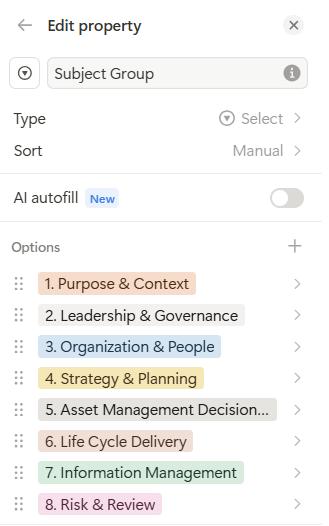 Edit property
Subject Group
Type
Select
Sort
Manual
AI autofill New
Options
1. Purpose & Context
2. Leadership & Governance
3. Organization & People
4. Strategy & Planning
5. Asset Management Decision...
6. Life Cycle Delivery
7. Information Management
8. Risk & Review